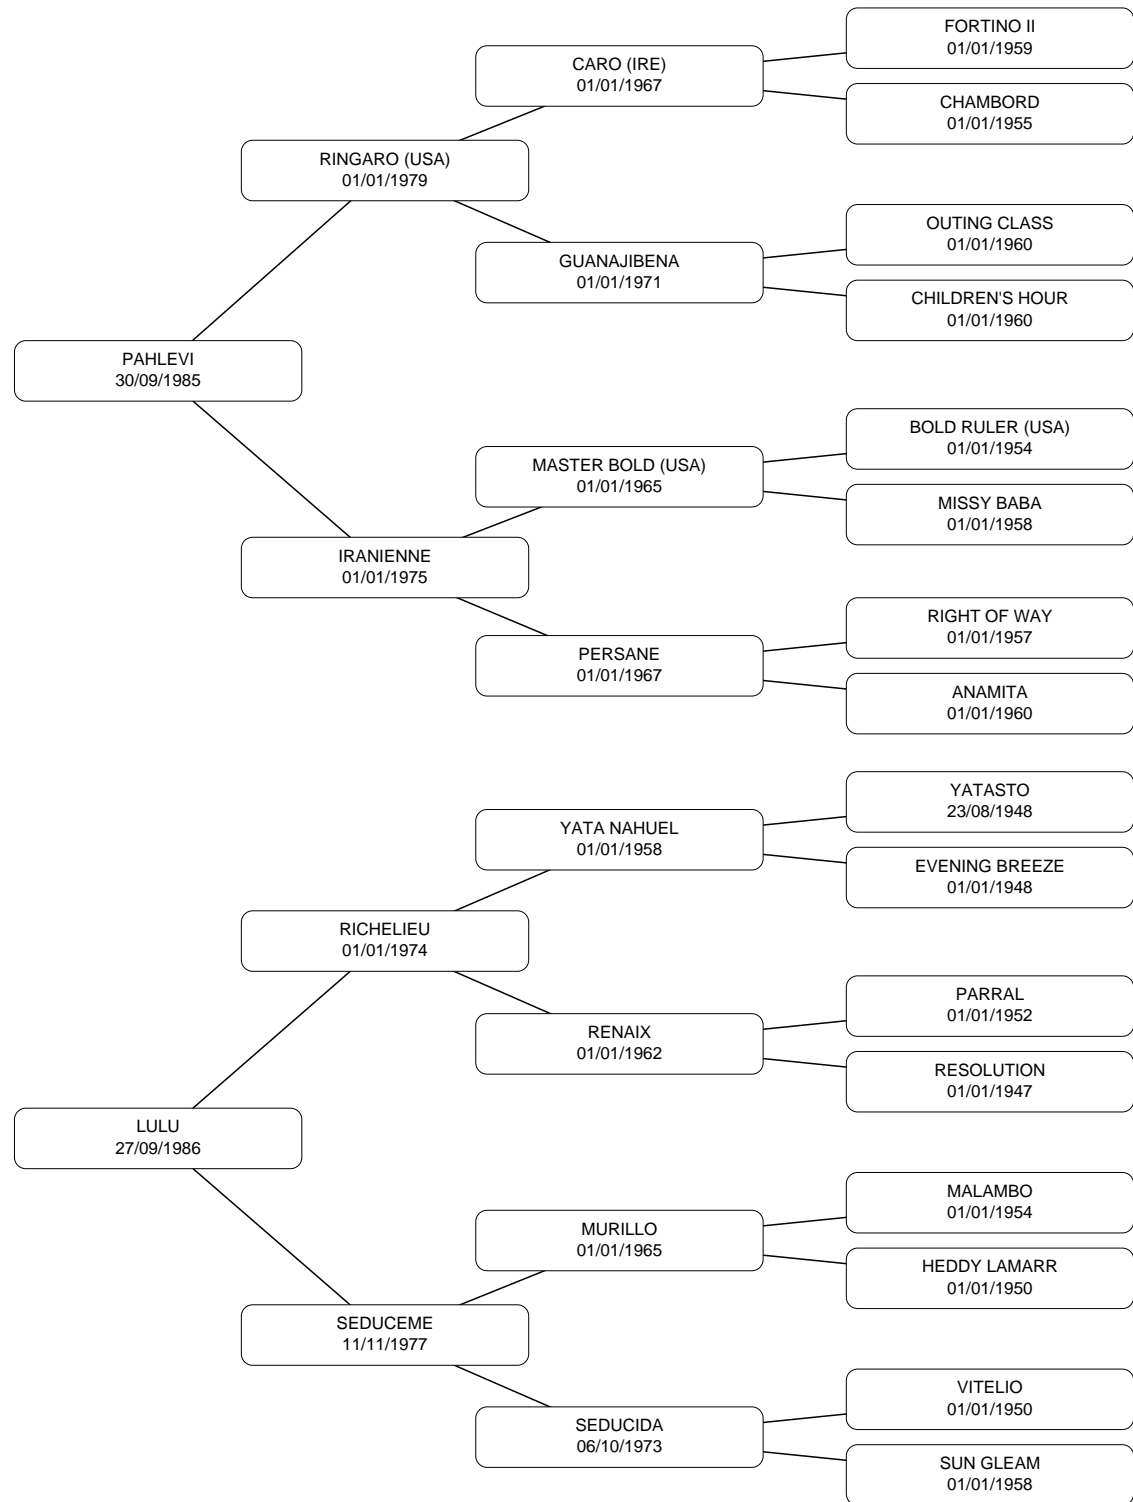 FORTINO II
01/01/1959
CARO (IRE)
01/01/1967
CHAMBORD
01/01/1955
RINGARO (USA)
01/01/1979
OUTING CLASS
01/01/1960
GUANAJIBENA
01/01/1971
CHILDREN'S HOUR
01/01/1960
PAHLEVI
30/09/1985
BOLD RULER (USA)
01/01/1954
MASTER BOLD (USA)
01/01/1965
MISSY BABA
01/01/1958
IRANIENNE
01/01/1975
RIGHT OF WAY
01/01/1957
PERSANE
01/01/1967
ANAMITA
01/01/1960
YATASTO
23/08/1948
YATA NAHUEL
01/01/1958
EVENING BREEZE
01/01/1948
RICHELIEU
01/01/1974
PARRAL
01/01/1952
RENAIX
01/01/1962
RESOLUTION
01/01/1947
LULU
27/09/1986
MALAMBO
01/01/1954
MURILLO
01/01/1965
HEDDY LAMARR
01/01/1950
SEDUCEME
11/11/1977
VITELIO
01/01/1950
SEDUCIDA
06/10/1973
SUN GLEAM
01/01/1958